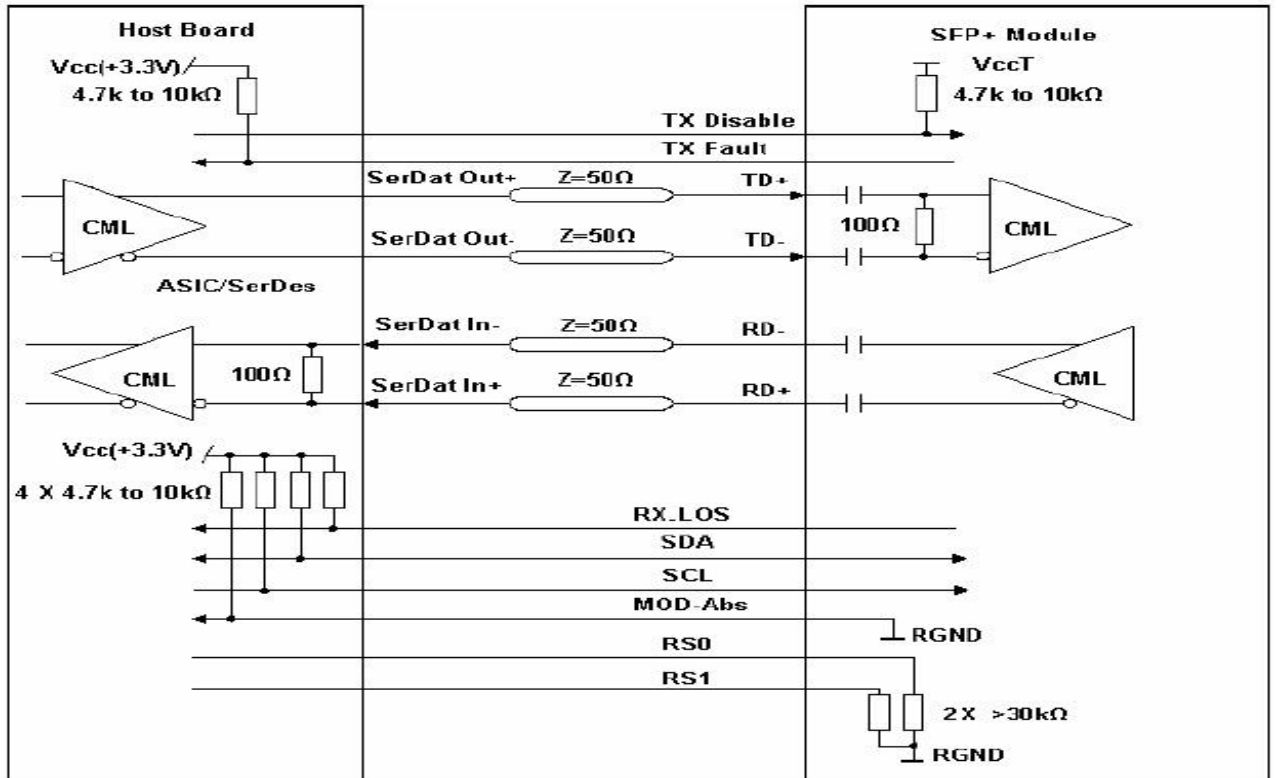 Host Board
Vcc(+3.3V)
4.7k to 10kΩ
SFP+ Module
VccT
4.7k to 10kΩ
TX Disable
TX Fault
SerDat Out+
Z=50Ω
TD+
CML
100Ω
CML
SerDat Out-
Z=50Ω
TD-
ASIC/SerDes
SerDat In-
Z=50Ω
RD-
CML
100Ω
SerDat In+
Z=50Ω
RD+
CML
Vcc(+3.3V)
4 X 4.7k to 10kΩ
RX_LOS
SDA
SCL
MOD-Abs
RGND
RS0
RS1
2X >30kΩ
RGND